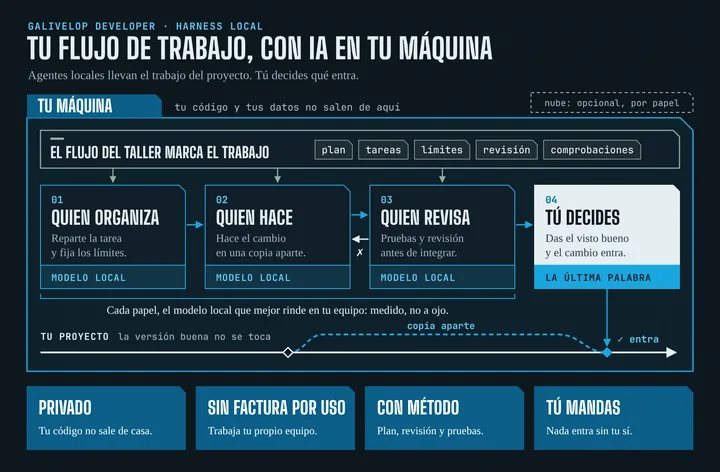 GALIVELOP DEVELOPER · HARNESS LOCAL
TU FLUJO DE TRABAJO, CON IA EN TU MÁQUINA
Agentes locales llevan el trabajo del proyecto. Tú decides qué entra.
TU MÁQUINA
tu código y tus datos no salen de aquí
nube: opcional, por papel
EL FLUJO DEL TALLER MARCA EL TRABAJO
plan
tareas
límites
revisión
comprobaciones
01
QUIEN ORGANIZA
Reparte la tarea
y fija los límites.
MODELO LOCAL
02
QUIEN HACE
Hace el cambio
en una copia aparte.
MODELO LOCAL
✗
03
QUIEN REVISA
Pruebas y revisión
antes de integrar.
MODELO LOCAL
04
TÚ DECIDES
Das el visto bueno
y el cambio entra.
LA ÚLTIMA PALABRA
Cada papel, el modelo local que mejor rinde en tu equipo: medido, no a ojo.
TU PROYECTO la versión buena no se toca
copia aparte
✓ entra
PRIVADO
Tu código no sale de casa.
SIN FACTURA POR USO
Trabaja tu propio equipo.
CON MÉTODO
Plan, revisión y pruebas.
TÚ MANDAS
Nada entra sin tu sí.